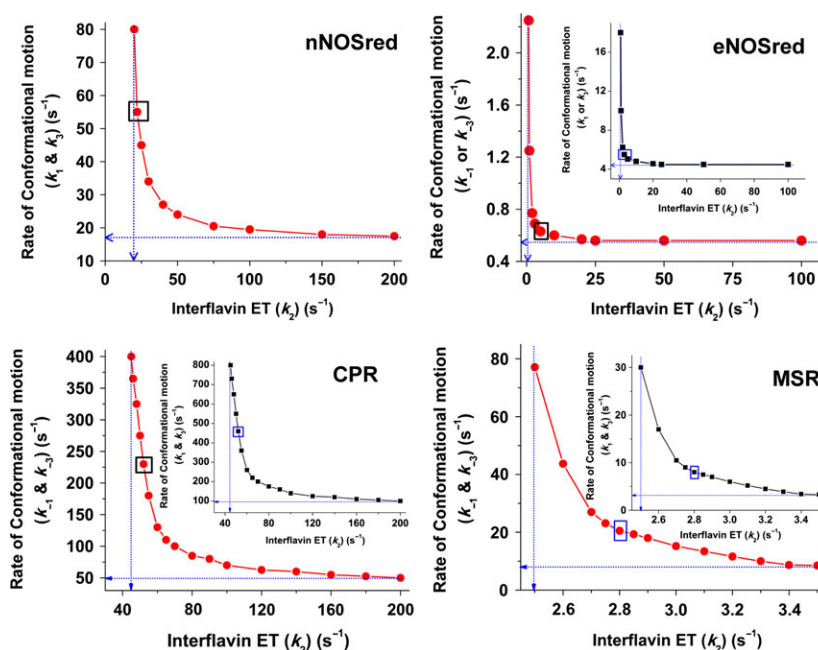 nNOSred
Rate of Conformational motion
(k₁ & k₃) (s⁻¹)
80
70
60
50
40
30
20
10
0 25 50 75 100 125 150 175 200
Interflavin ET (k₂) (s⁻¹)
eNOSred
Rate of Conformational motion
(k₋₁ or k₋₃) (s⁻¹)
2.2
1.8
1.4
1.0
0.6
0.4
0 25 50 75 100
Interflavin ET (k₂) (s⁻¹)
Rate of Conformational motion
(k₁ or k₂) (s⁻¹)
16
12
8
4
0 20 40 60 80 100
Interflavin ET (k₂) (s⁻¹)
CPR
Rate of Conformational motion
(k₋₁ & k₋₃) (s⁻¹)
400
350
300
250
200
150
100
50
40 80 120 160 200
Interflavin ET (k₂) (s⁻¹)
Rate of Conformational motion
(k₁ & k₃) (s⁻¹)
800
700
600
500
400
300
200
100
40 80 120 160 200
Interflavin ET (k₂) (s⁻¹)
MSR
Rate of Conformational motion
(k₋₁ & k₋₃) (s⁻¹)
80
60
40
20
0
2.6 2.8 3.0 3.2 3.4
Interflavin ET (k₂) (s⁻¹)
Rate of Conformational motion
(k₁ & k₃) (s⁻¹)
30
20
10
0
2.6 2.8 3.0 3.2 3.4
Interflavin ET (k₂) (s⁻¹)